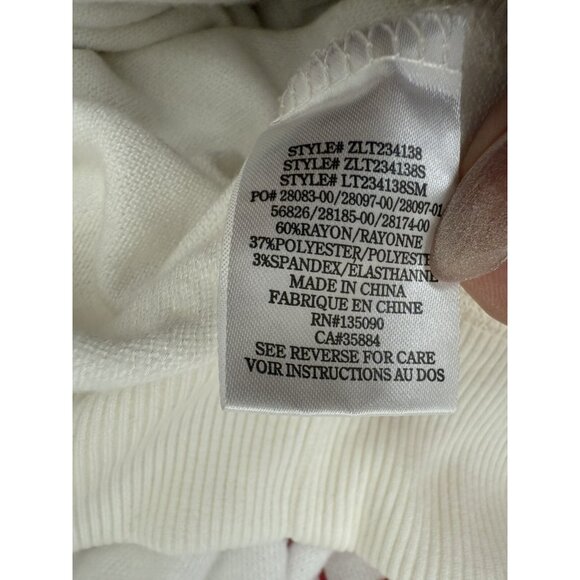 STYLE# ZLT234138
STYLE# ZLT234138S
STYLE# LT234138SM
PO# 28083-00/28097-00/28097-01
56826/28185-00/28174-00
60%RAYON/RAYONNE
37%POLYESTER/POLYESTE
3%SPANDEX/ELASTHANNE
MADE IN CHINA
FABRIQUE EN CHINE
RN#135090
CA#35884
SEE REVERSE FOR CARE
VOIR INSTRUCTIONS AU DOS